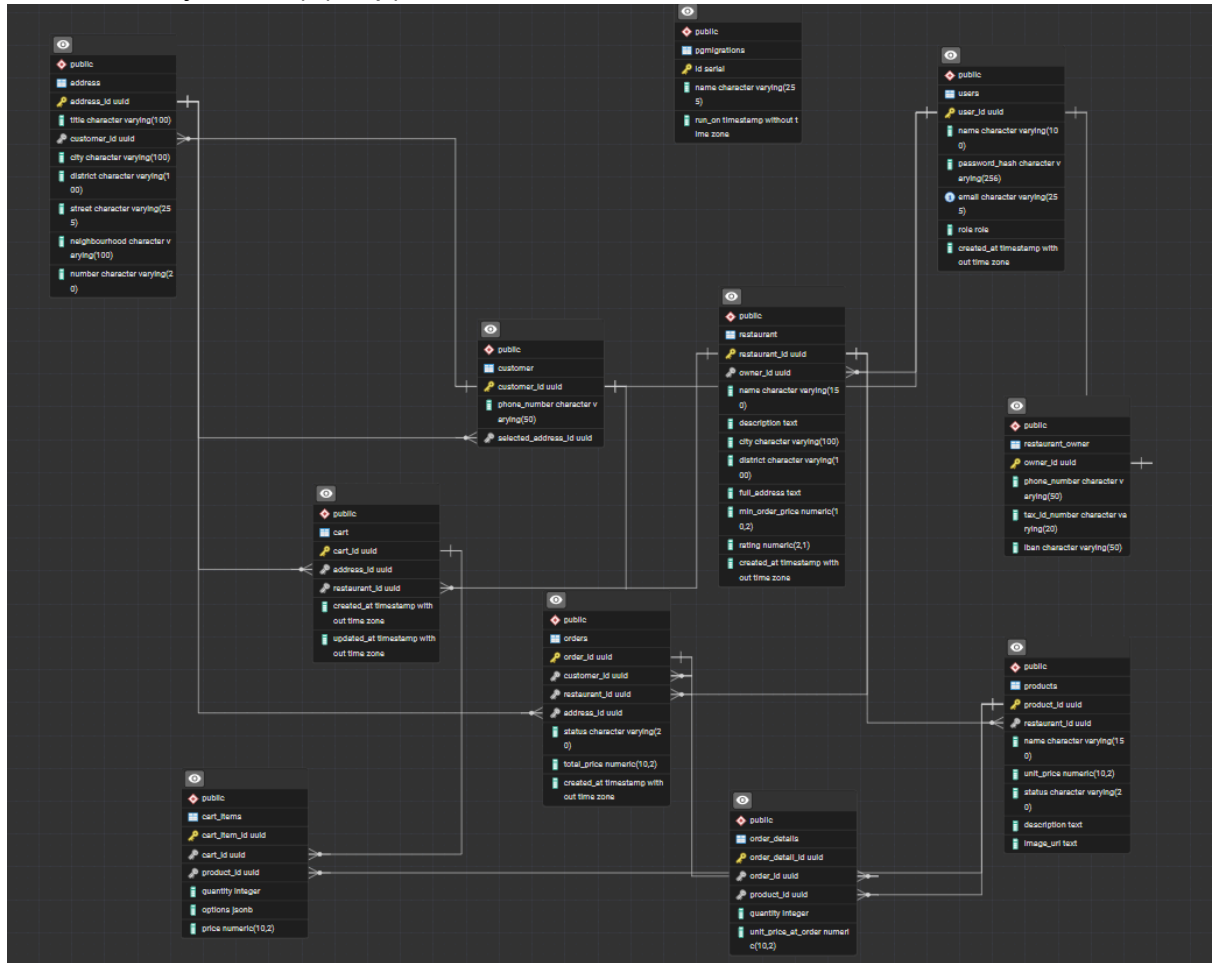 public
address
address_id uuid
title character varying(100)
customer_id uuid
city character varying(100)
district character varying(1
00)
street character varying(25
5)
neighbourhood character v
arying(100)
number character varying(2
0)
public
pgmigrations
id serial
name character varying(25
5)
run_on timestamp without t
ime zone
public
users
user_id uuid
name character varying(10
0)
password_hash character v
arying(256)
email character varying(25
5)
role role
created_at timestamp with
out time zone
public
customer
customer_id uuid
phone_number character v
arying(50)
selected_address_id uuid
public
restaurant
restaurant_id uuid
owner_id uuid
name character varying(15
0)
description text
city character varying(100)
district character varying(1
00)
full_address text
min_order_price numeric(1
0,2)
rating numeric(2,1)
created_at timestamp with
out time zone
public
restaurant_owner
owner_id uuid
phone_number character v
arying(50)
tax_id_number character va
rying(20)
iban character varying(50)
public
cart
cart_id uuid
address_id uuid
restaurant_id uuid
created_at timestamp with
out time zone
updated_at timestamp with
out time zone
public
orders
order_id uuid
customer_id uuid
restaurant_id uuid
address_id uuid
status character varying(2
0)
total_price numeric(10,2)
created_at timestamp with
out time zone
public
products
product_id uuid
restaurant_id uuid
name character varying(15
0)
unit_price numeric(10,2)
status character varying(2
0)
description text
image_url text
public
cart_items
cart_item_id uuid
cart_id uuid
product_id uuid
quantity integer
options jsonb
price numeric(10,2)
public
order_details
order_detail_id uuid
order_id uuid
product_id uuid
quantity integer
unit_price_at_order numeri
c(10,2)